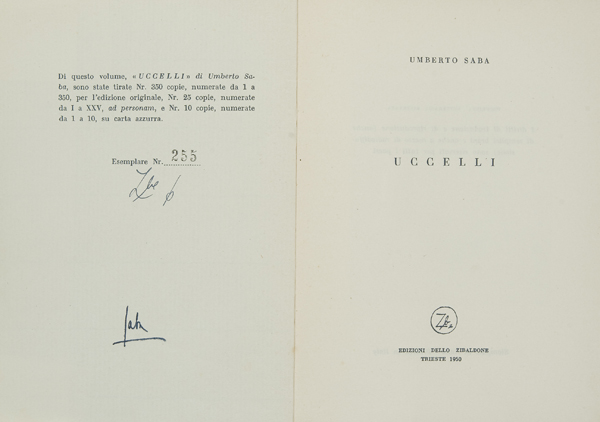 Di questo volume, «UCCELLI» di Umberto Sa-
ba, sono state tirate Nr. 350 copie, numerate da 1 a
350, per l'edizione originale, Nr. 25 copie, numerate
da I a XXV, ad personam, e Nr. 10 copie, numerate
da 1 a 10, su carta azzurra.
Esemplare Nr. 255
Saba
UMBERTO SABA
UCCELLI
EDIZIONI DELLO ZIBALDONE
TRIESTE 1950